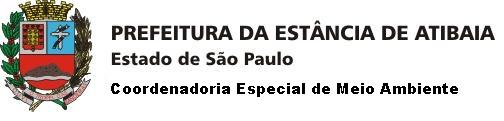 PREFEITURA DA ESTÂNCIA DE ATIBAIA
Estado de São Paulo
Coordenadoria Especial de Meio Ambiente